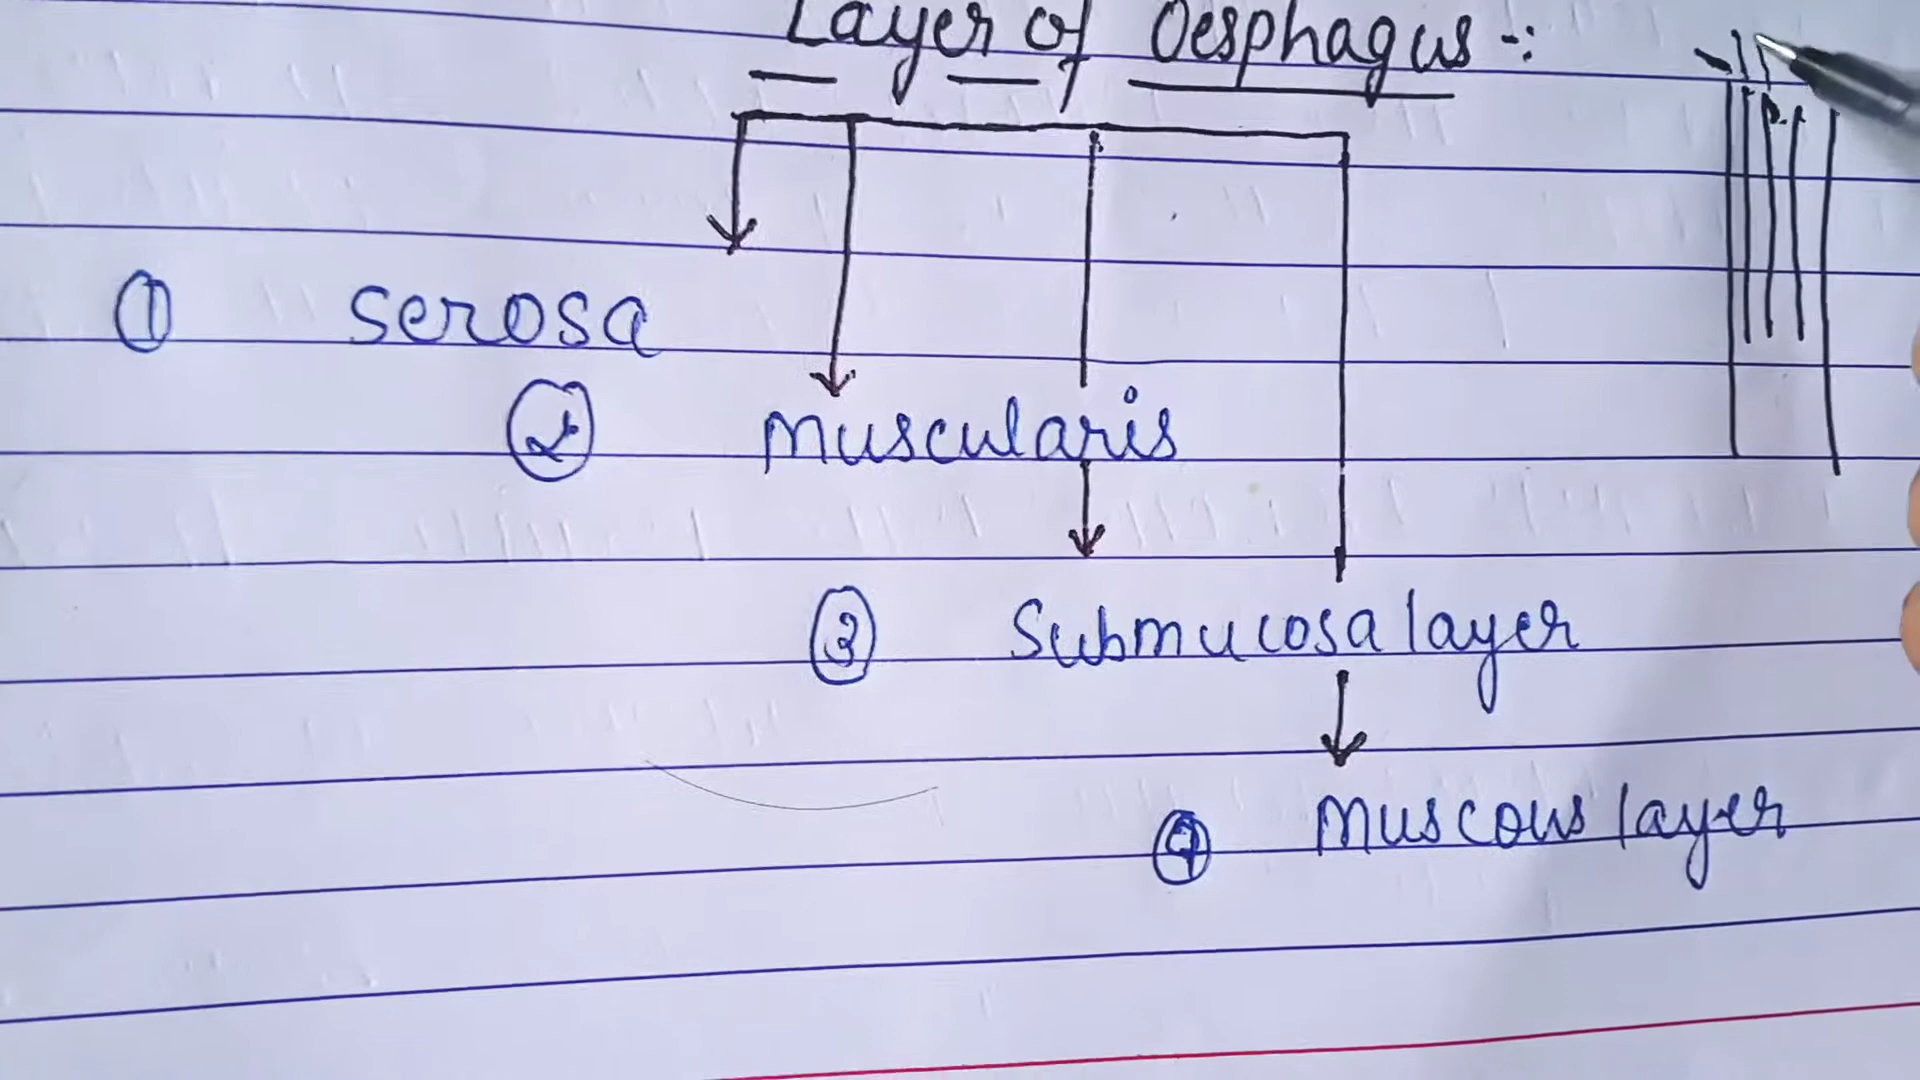 Layer of Oesphagus -:
① serosa
② Muscularis
③ Submucosa layer
④ Muscous layer